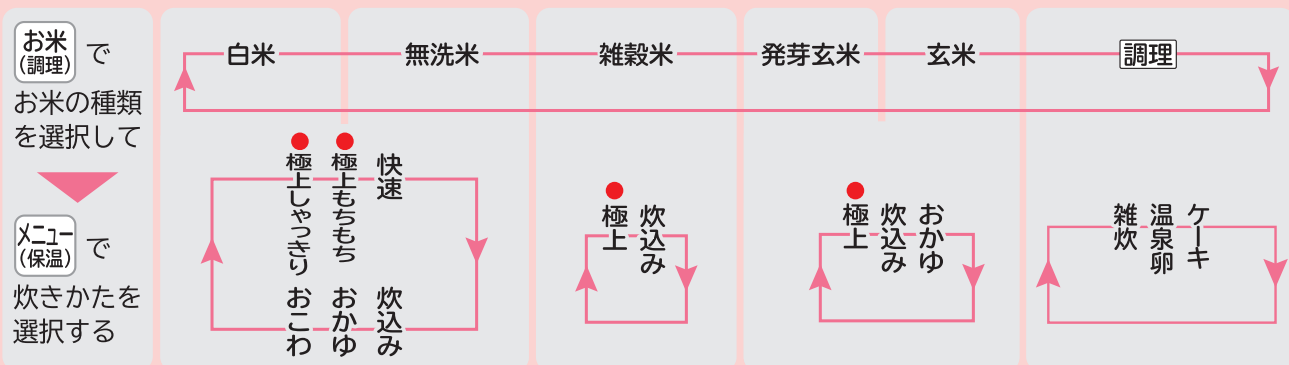 お米
(調理)
で
お米の種類
を選択して
メニュー
(保温)
で
炊きかたを
選択する
白米
無洗米
雑穀米
発芽玄米
玄米
調理
極上しゃっきり
極上もちもち
快速
おこわ
おかゆ
炊込み
極上
炊込み
極上
炊込み
おかゆ
雑炊
温泉卵
ケーキ